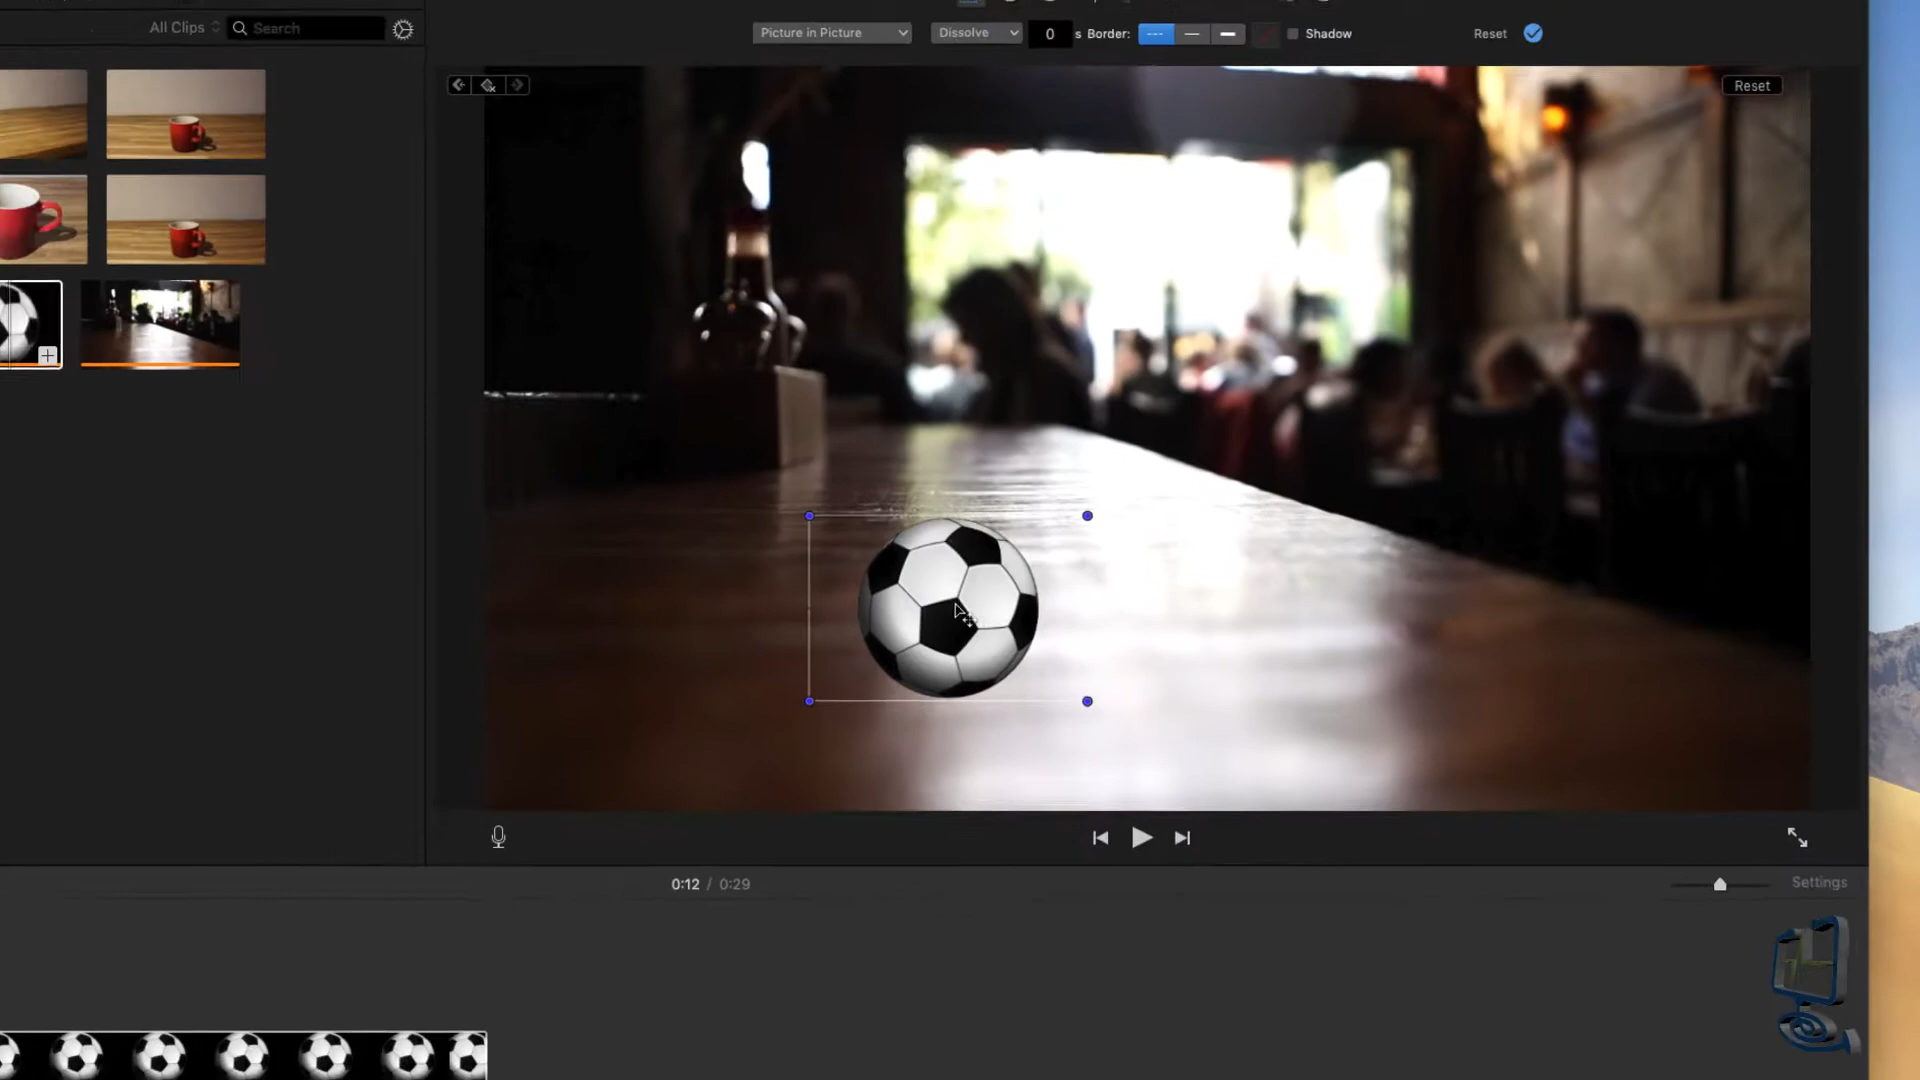 All Clips
Search
Picture in Picture
Dissolve
0
s Border:
Shadow
Reset
Reset
0:12 / 0:29
Settings